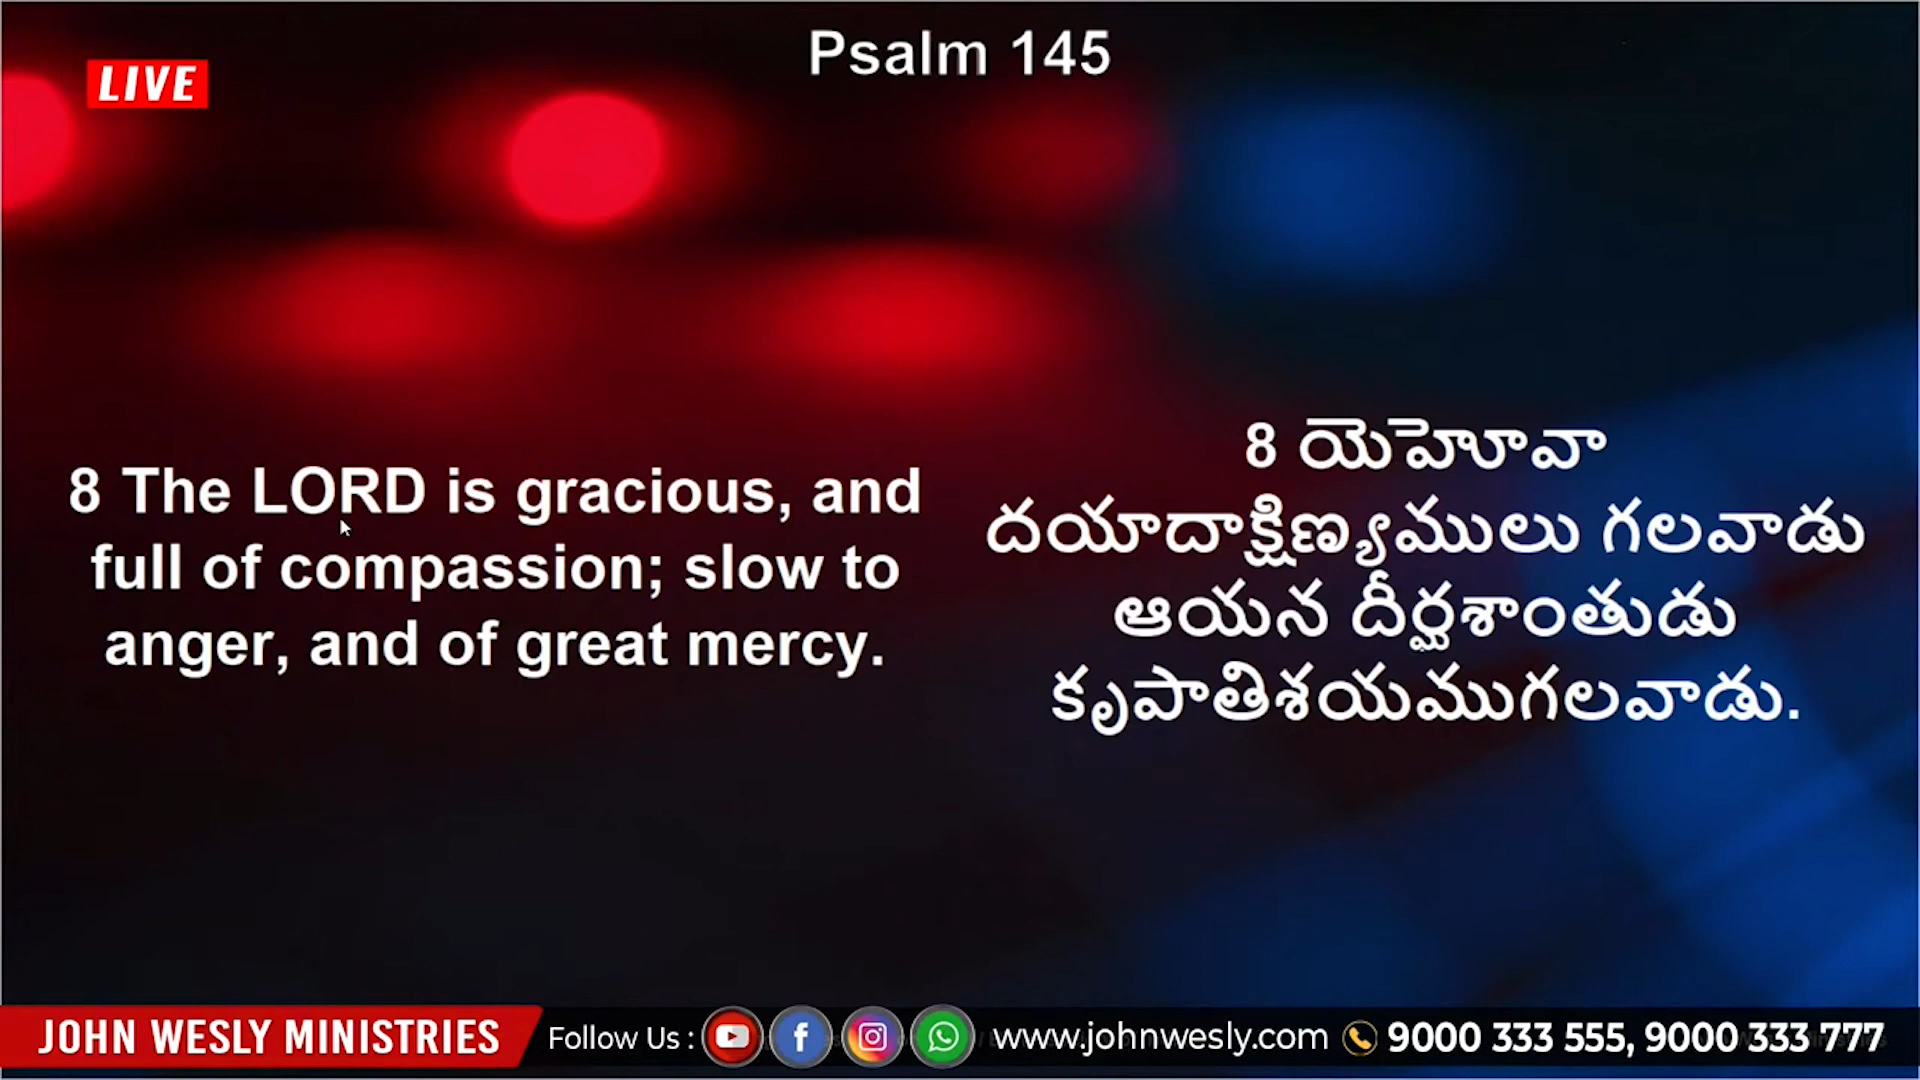 Psalm 145
LIVE
8 The LORD is gracious, and
full of compassion; slow to
anger, and of great mercy.
8 యెహెూవా
దయాదాక్షిణ్యములు గలవాడు
ఆయన దీర్ఘశాంతుడు
కృపాతిశయముగలవాడు.
JOHN WESLY MINISTRIES
Follow Us :
www.johnwesly.com
9000 333 555, 9000 333 777